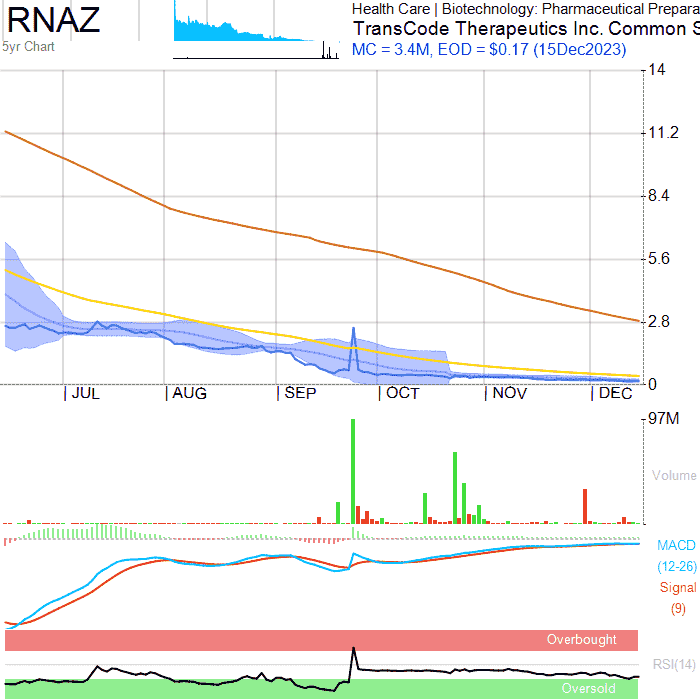 RNAZ
5yr Chart
Health Care | Biotechnology: Pharmaceutical Prepara
TransCode Therapeutics Inc. Common S
MC = 3.4M, EOD = $0.17 (15Dec2023)
14
11.2
8.4
5.6
2.8
0
| JUL | AUG | SEP | OCT | NOV | DEC
97M
Volume
MACD
(12-26)
Signal
(9)
Overbought
RSI(14)
Oversold